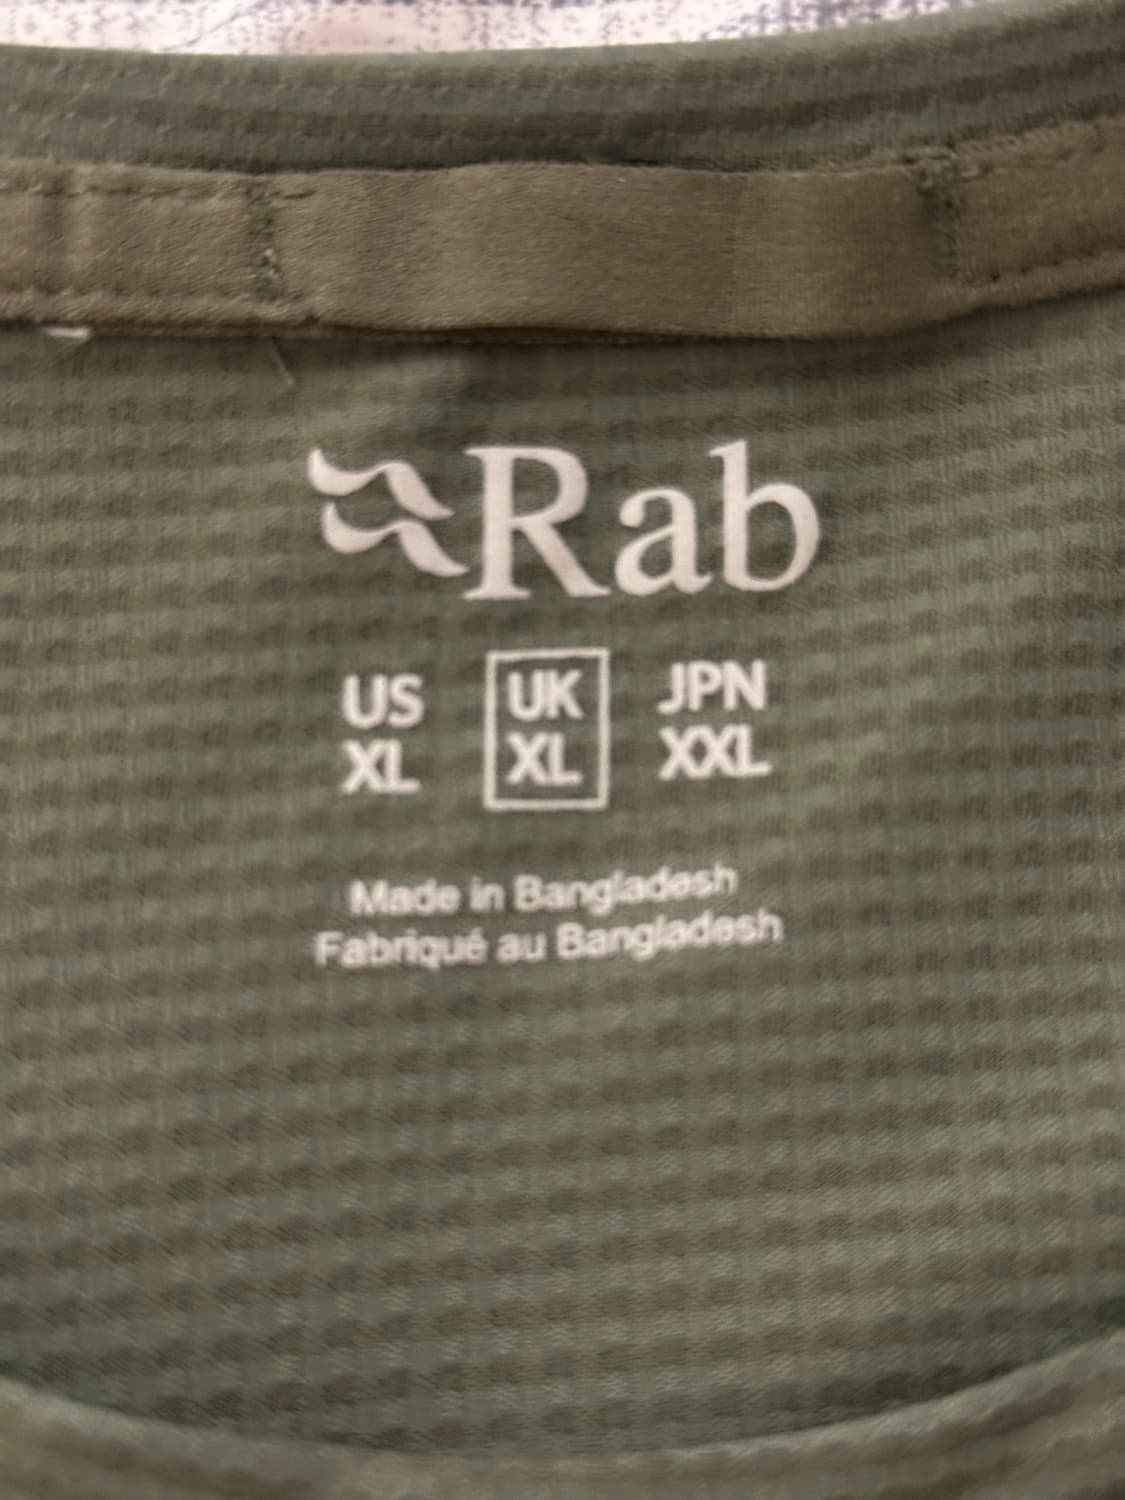 Rab
US UK JPN
XL XL XXL
Made in Bangladesh
Fabriqué au Bangladesh